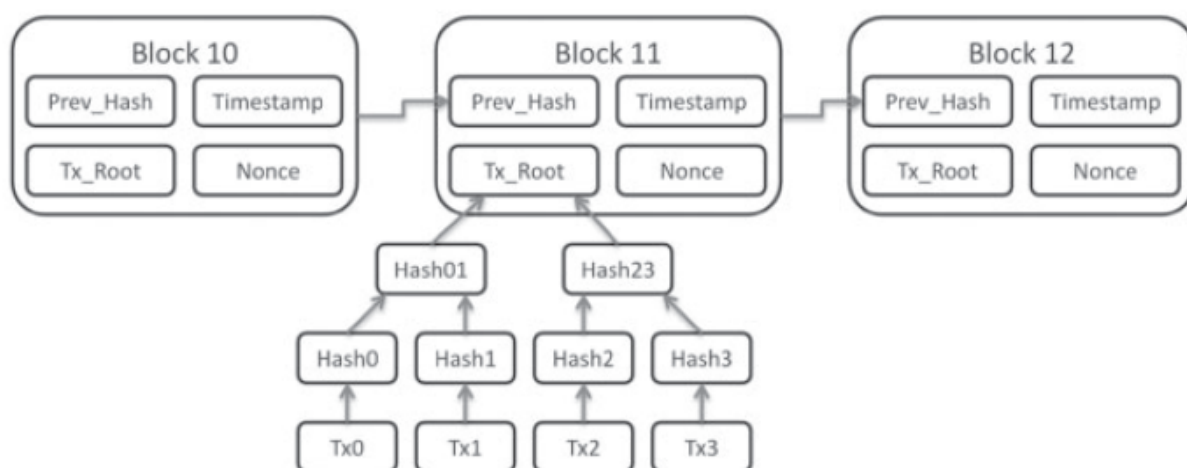 Block 10
Block 11
Block 12
Prev_Hash Timestamp
Prev_Hash Timestamp
Prev_Hash Timestamp
Tx_Root Nonce
Tx_Root Nonce
Tx_Root Nonce
Hash01
Hash23
Hash0
Hash1
Hash2
Hash3
Tx0
Tx1
Tx2
Tx3